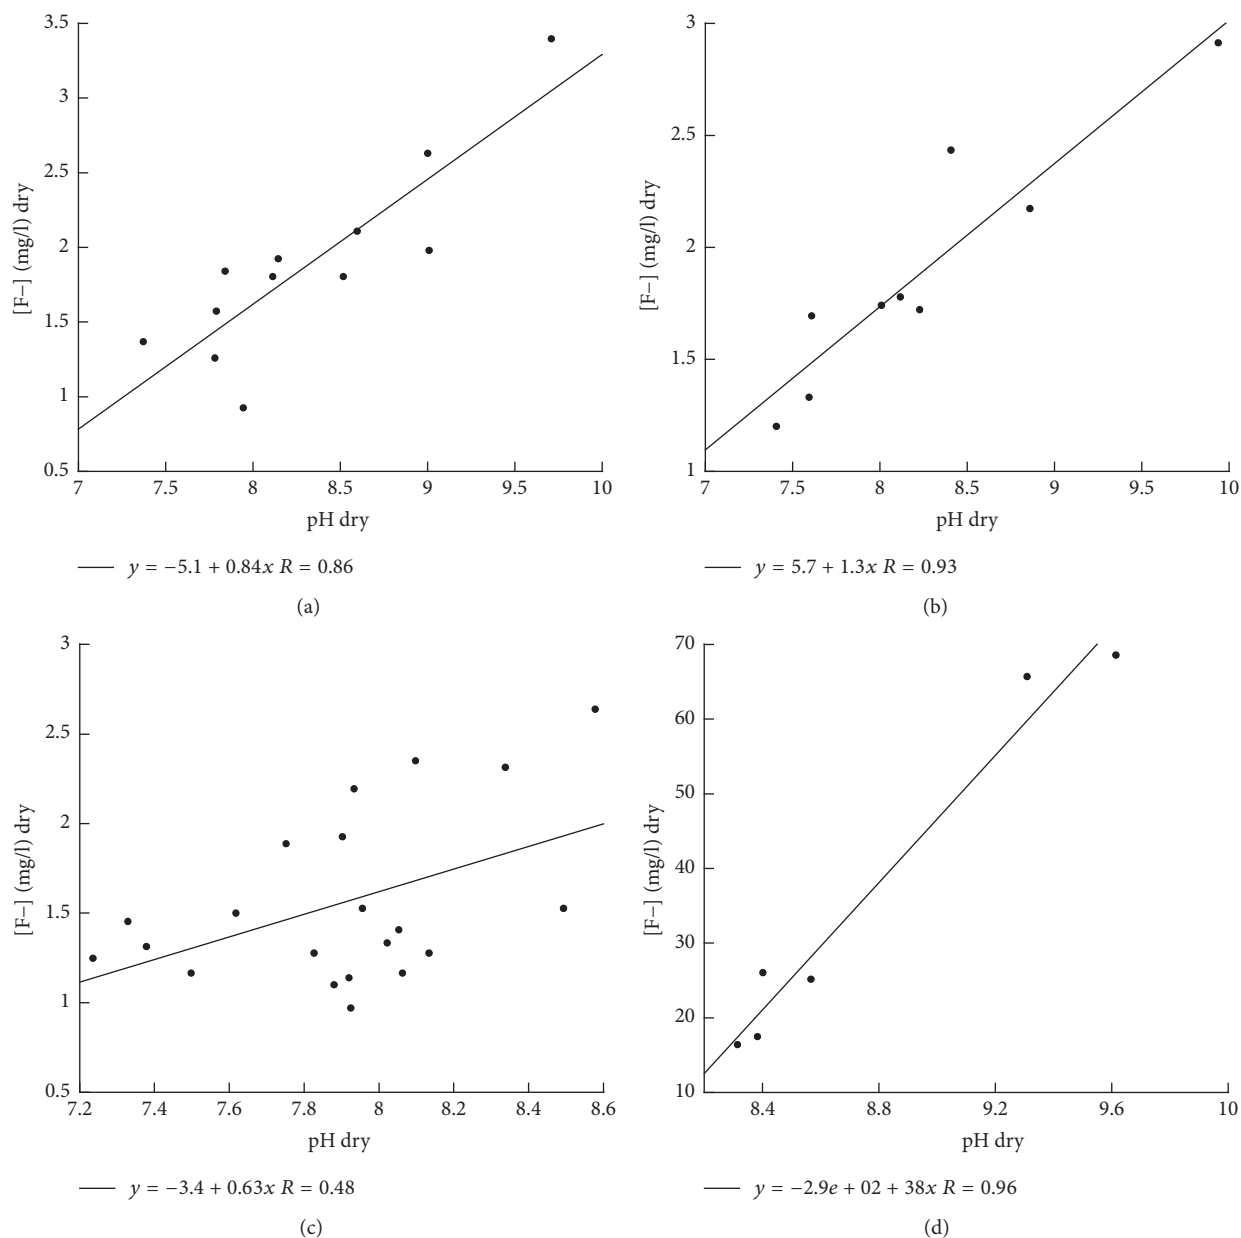 3.5
3
2.5
2
1.5
1
0.5
[F−] (mg/l) dry
7 7.5 8 8.5 9 9.5 10
pH dry
y = −5.1 + 0.84x R = 0.86
(a)
3
2.5
2
1.5
1
[F−] (mg/l) dry
7 7.5 8 8.5 9 9.5 10
pH dry
y = 5.7 + 1.3x R = 0.93
(b)
3
2.5
2
1.5
1
0.5
[F−] (mg/l) dry
7.2 7.4 7.6 7.8 8 8.2 8.4 8.6
pH dry
y = −3.4 + 0.63x R = 0.48
(c)
70
60
50
40
30
20
10
[F−] (mg/l) dry
8.4 8.8 9.2 9.6 10
pH dry
y = −2.9e + 02 + 38x R = 0.96
(d)